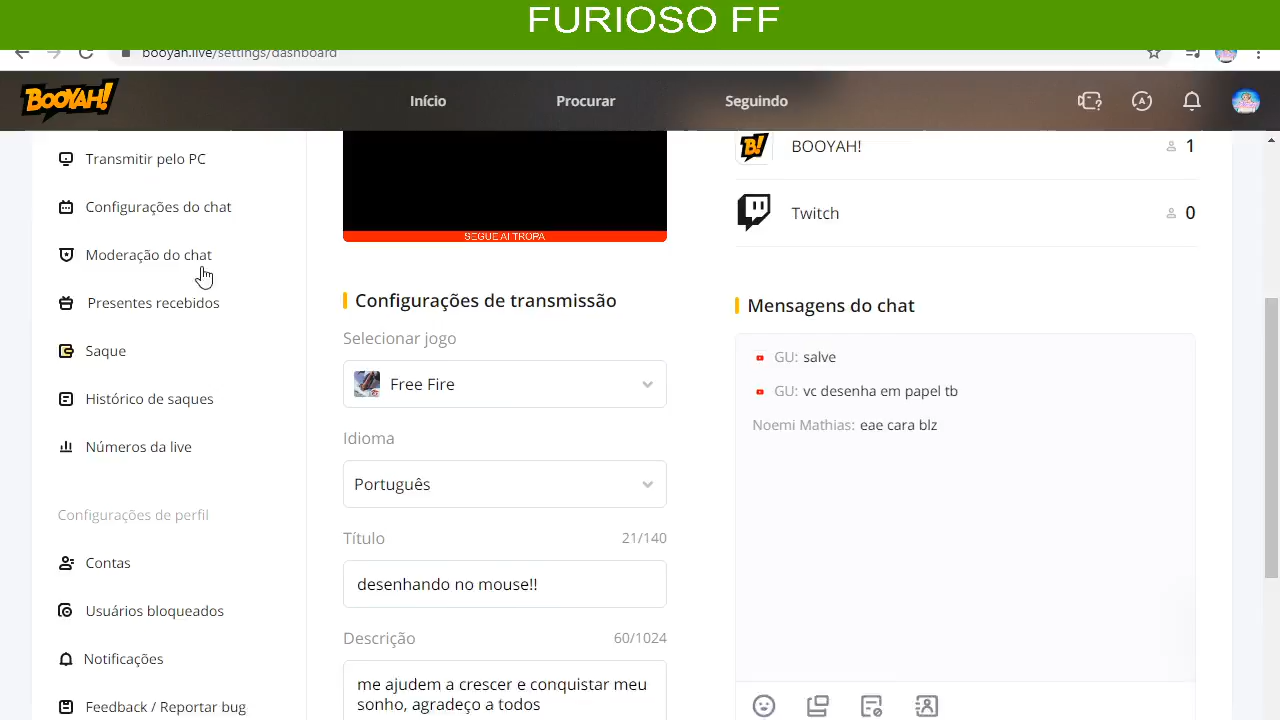 FURIOSO FF
booyah.live/settings/dashboard
BOOYAH!
Início
Procurar
Seguindo
Transmitir pelo PC
Configurações do chat
Moderação do chat
Presentes recebidos
Saque
Histórico de saques
Números da live
Configurações de perfil
Contas
Usuários bloqueados
Notificações
Feedback / Reportar bug
SEGUE AI TROPA
Configurações de transmissão
Selecionar jogo
Free Fire
Idioma
Português
Título 21/140
desenhando no mouse!!
Descrição 60/1024
me ajudem a crescer e conquistar meu
sonho, agradeço a todos
BOOYAH! 1
Twitch 0
Mensagens do chat
GU: salve
GU: vc desenha em papel tb
Noemi Mathias: eae cara blz